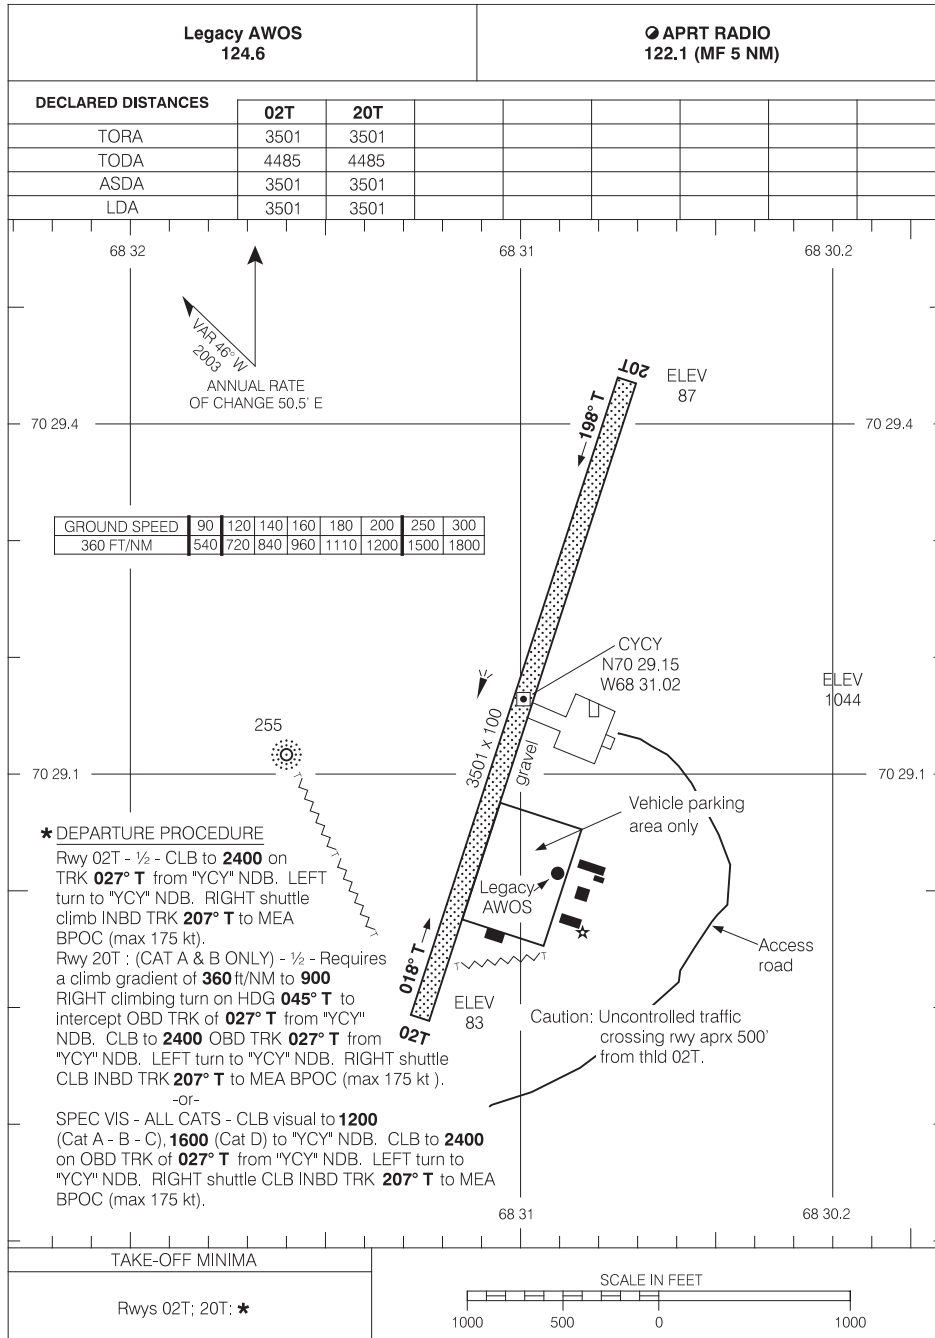 Legacy AWOS
124.6
APRT RADIO
122.1 (MF 5 NM)
DECLARED DISTANCES 02T 20T
TORA 3501 3501
TODA 4485 4485
ASDA 3501 3501
LDA 3501 3501
68 32 68 31 68 30.2
VAR 46° W
2003
ANNUAL RATE
OF CHANGE 50.5' E
20T
ELEV
87
198° T
70 29.4 70 29.4
GROUND SPEED 90 120 140 160 180 200 250 300
360 FT/NM 540 720 840 960 1110 1200 1500 1800
CYCY
N70 29.15
W68 31.02
ELEV
1044
255
3501 x 100
gravel
70 29.1 70 29.1
Vehicle parking
area only
Legacy
AWOS
Access
road
018° T
ELEV
83
02T
Caution: Uncontrolled traffic
crossing rwy aprx 500'
from thld 02T.
* DEPARTURE PROCEDURE
Rwy 02T - ½ - CLB to 2400 on
TRK 027° T from "YCY" NDB. LEFT
turn to "YCY" NDB. RIGHT shuttle
climb INBD TRK 207° T to MEA
BPOC (max 175 kt).
Rwy 20T : (CAT A & B ONLY) - ½ - Requires
a climb gradient of 360 ft/NM to 900
RIGHT climbing turn on HDG 045° T to
intercept OBD TRK of 027° T from "YCY"
NDB. CLB to 2400 OBD TRK 027° T from
"YCY" NDB. LEFT turn to "YCY" NDB. RIGHT shuttle
CLB INBD TRK 207° T to MEA BPOC (max 175 kt ).
-or-
SPEC VIS - ALL CATS - CLB visual to 1200
(Cat A - B - C), 1600 (Cat D) to "YCY" NDB. CLB to 2400
on OBD TRK of 027° T from "YCY" NDB. LEFT turn to
"YCY" NDB. RIGHT shuttle CLB INBD TRK 207° T to MEA
BPOC (max 175 kt).
68 31 68 30.2
TAKE-OFF MINIMA
Rwys 02T; 20T: *
SCALE IN FEET
1000 500 0 1000
T T
T T